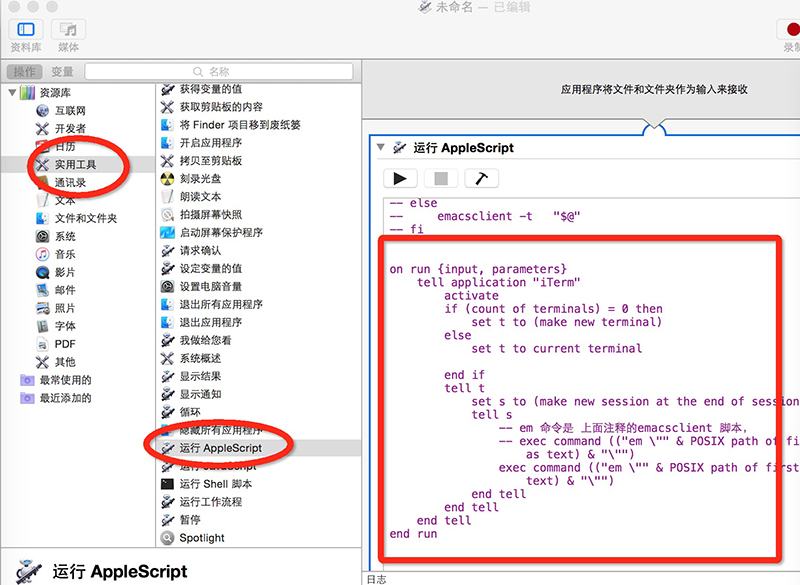 未命名 — 已编辑
资料库
媒体
录制
操作
变量
名称
资源库
互联网
开发者
日历
实用工具
通讯录
文本
文件和文件夹
系统
音乐
影片
邮件
照片
字体
PDF
其他
最常使用的
最近添加的
获得变量的值
获取剪贴板的内容
将 Finder 项目移到废纸篓
开启应用程序
拷贝至剪贴板
刻录光盘
朗读文本
拍摄屏幕快照
启动屏幕保护程序
请求确认
设定变量的值
设置电脑音量
退出所有应用程序
退出应用程序
我做给您看
系统概述
显示结果
显示通知
循环
隐藏所有应用程序
运行 AppleScript
运行 JavaScript
运行 Shell 脚本
运行工作流程
暂停
Spotlight
运行 AppleScript
应用程序将文件和文件夹作为输入来接收
运行 AppleScript
-- else
--     emacsclient -t   "$@"
-- fi
on run {input, parameters}
    tell application "iTerm"
        activate
        if (count of terminals) = 0 then
            set t to (make new terminal)
        else
            set t to current terminal
        end if
        tell t
            set s to (make new session at the end of session
            tell s
                -- em 命令是 上面注释的emacsclient 脚本,
                -- exec command (("em \"" & POSIX path of fi
                    as text) & "\"")
                exec command (("em \"" & POSIX path of first
                    text) & "\"")
            end tell
        end tell
    end tell
end run
日志